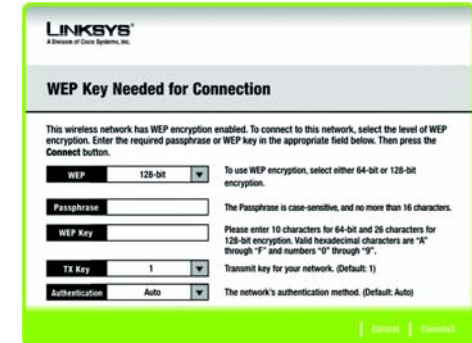 LINKSYS®
A Division of Cisco Systems, Inc.
WEP Key Needed for Connection
This wireless network has WEP encryption enabled. To connect to this network, select the level of WEP
encryption. Enter the required passphrase or WEP key in the appropriate field below. Then press the
Connect button.
WEP 128-bit To use WEP encryption, select either 64-bit or 128-bit
encryption.
Passphrase The Passphrase is case-sensitive, and no more than 16 characters.
WEP Key Please enter 10 characters for 64-bit and 26 characters for
128-bit encryption. Valid hexadecimal characters are "A"
through "F" and numbers "0" through "9".
TX Key 1 Transmit key for your network. (Default: 1)
Authentication Auto The network's authentication method. (Default: Auto)
Cancel Connect